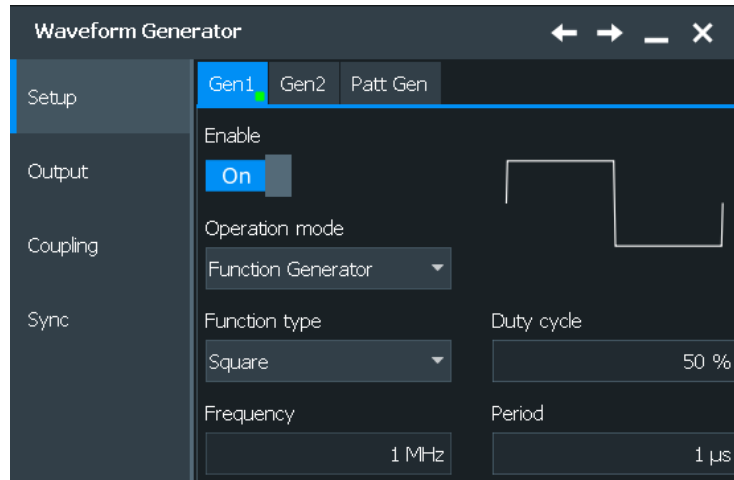 Waveform Generator
Setup
Output
Coupling
Sync
Gen1 Gen2 Patt Gen
Enable
On
Operation mode
Function Generator
Function type Duty cycle
Square 50 %
Frequency Period
1 MHz 1 µs